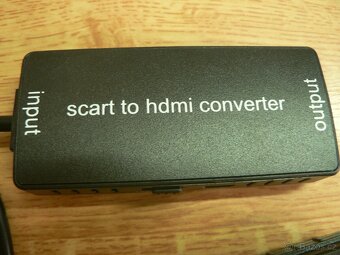 input
scart to hdmi converter
output